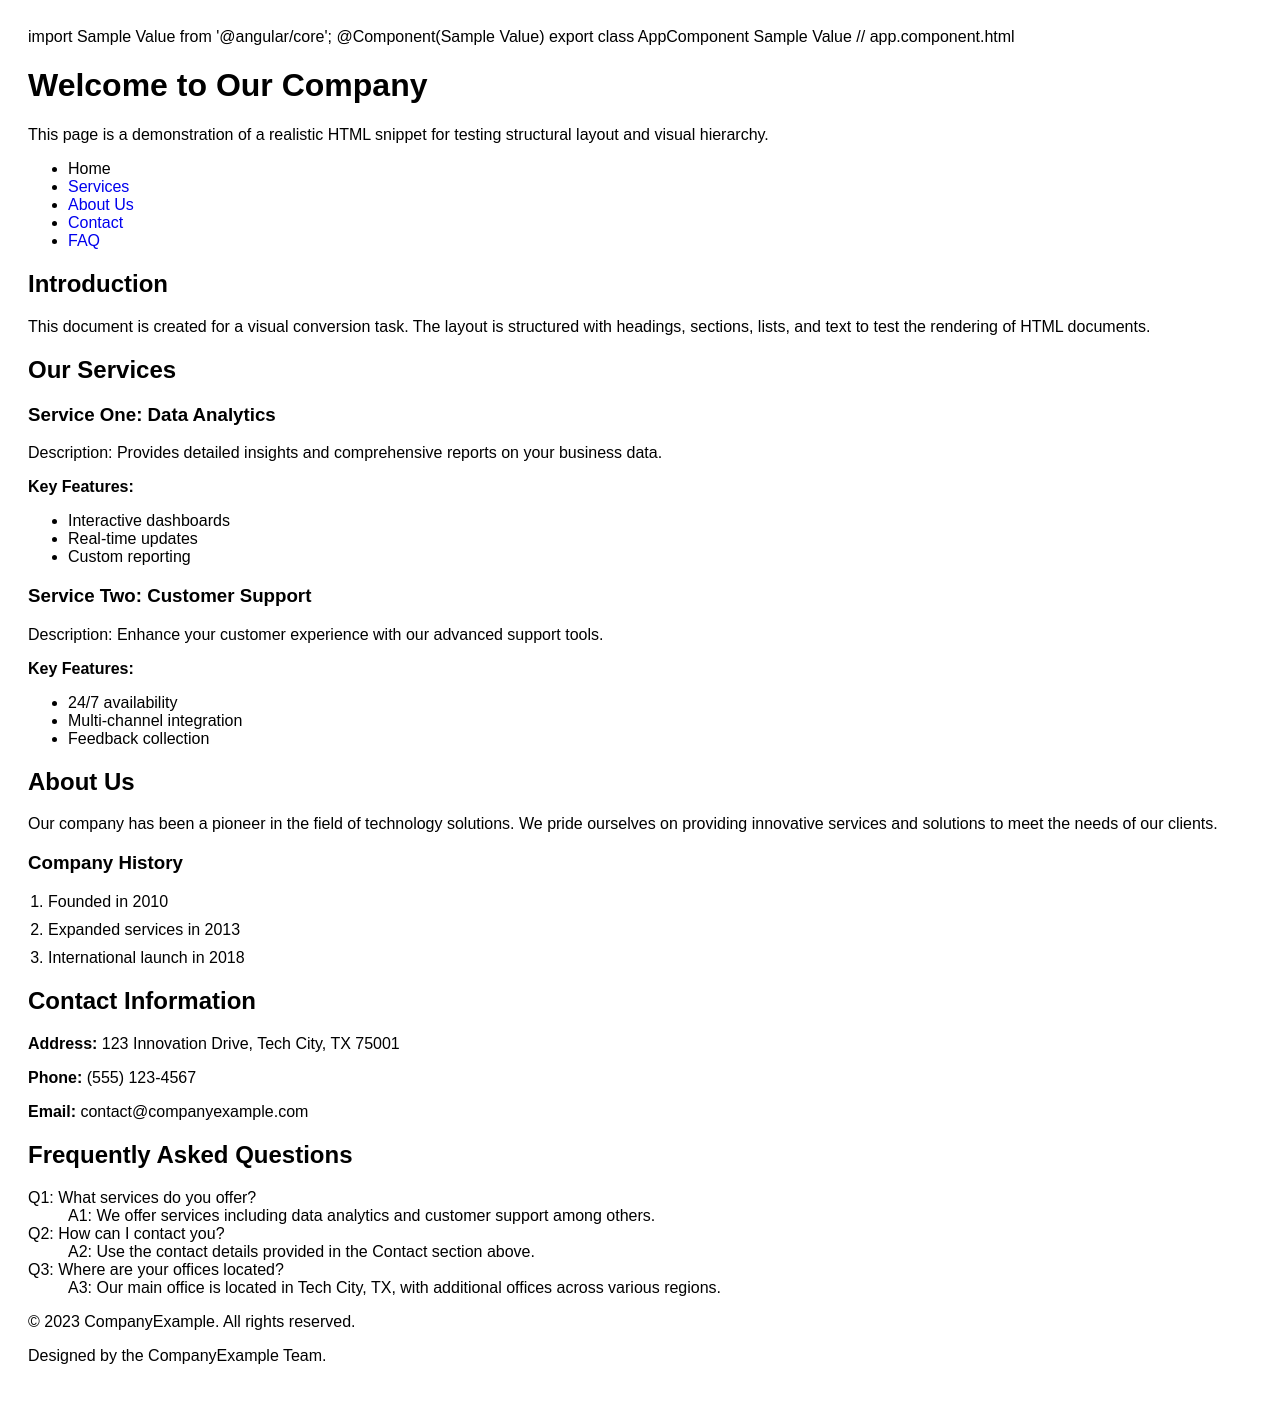 import Sample Value from '@angular/core'; @Component(Sample Value) export class AppComponent Sample Value // app.component.html
Welcome to Our Company
This page is a demonstration of a realistic HTML snippet for testing structural layout and visual hierarchy.
• Home
• Services
• About Us
• Contact
• FAQ
Introduction
This document is created for a visual conversion task. The layout is structured with headings, sections, lists, and text to test the rendering of HTML documents.
Our Services
Service One: Data Analytics
Description: Provides detailed insights and comprehensive reports on your business data.
Key Features:
• Interactive dashboards
• Real-time updates
• Custom reporting
Service Two: Customer Support
Description: Enhance your customer experience with our advanced support tools.
Key Features:
• 24/7 availability
• Multi-channel integration
• Feedback collection
About Us
Our company has been a pioneer in the field of technology solutions. We pride ourselves on providing innovative services and solutions to meet the needs of our clients.
Company History
1. Founded in 2010
2. Expanded services in 2013
3. International launch in 2018
Contact Information
Address: 123 Innovation Drive, Tech City, TX 75001
Phone: (555) 123-4567
Email: contact@companyexample.com
Frequently Asked Questions
Q1: What services do you offer?
A1: We offer services including data analytics and customer support among others.
Q2: How can I contact you?
A2: Use the contact details provided in the Contact section above.
Q3: Where are your offices located?
A3: Our main office is located in Tech City, TX, with additional offices across various regions.
© 2023 CompanyExample. All rights reserved.
Designed by the CompanyExample Team.